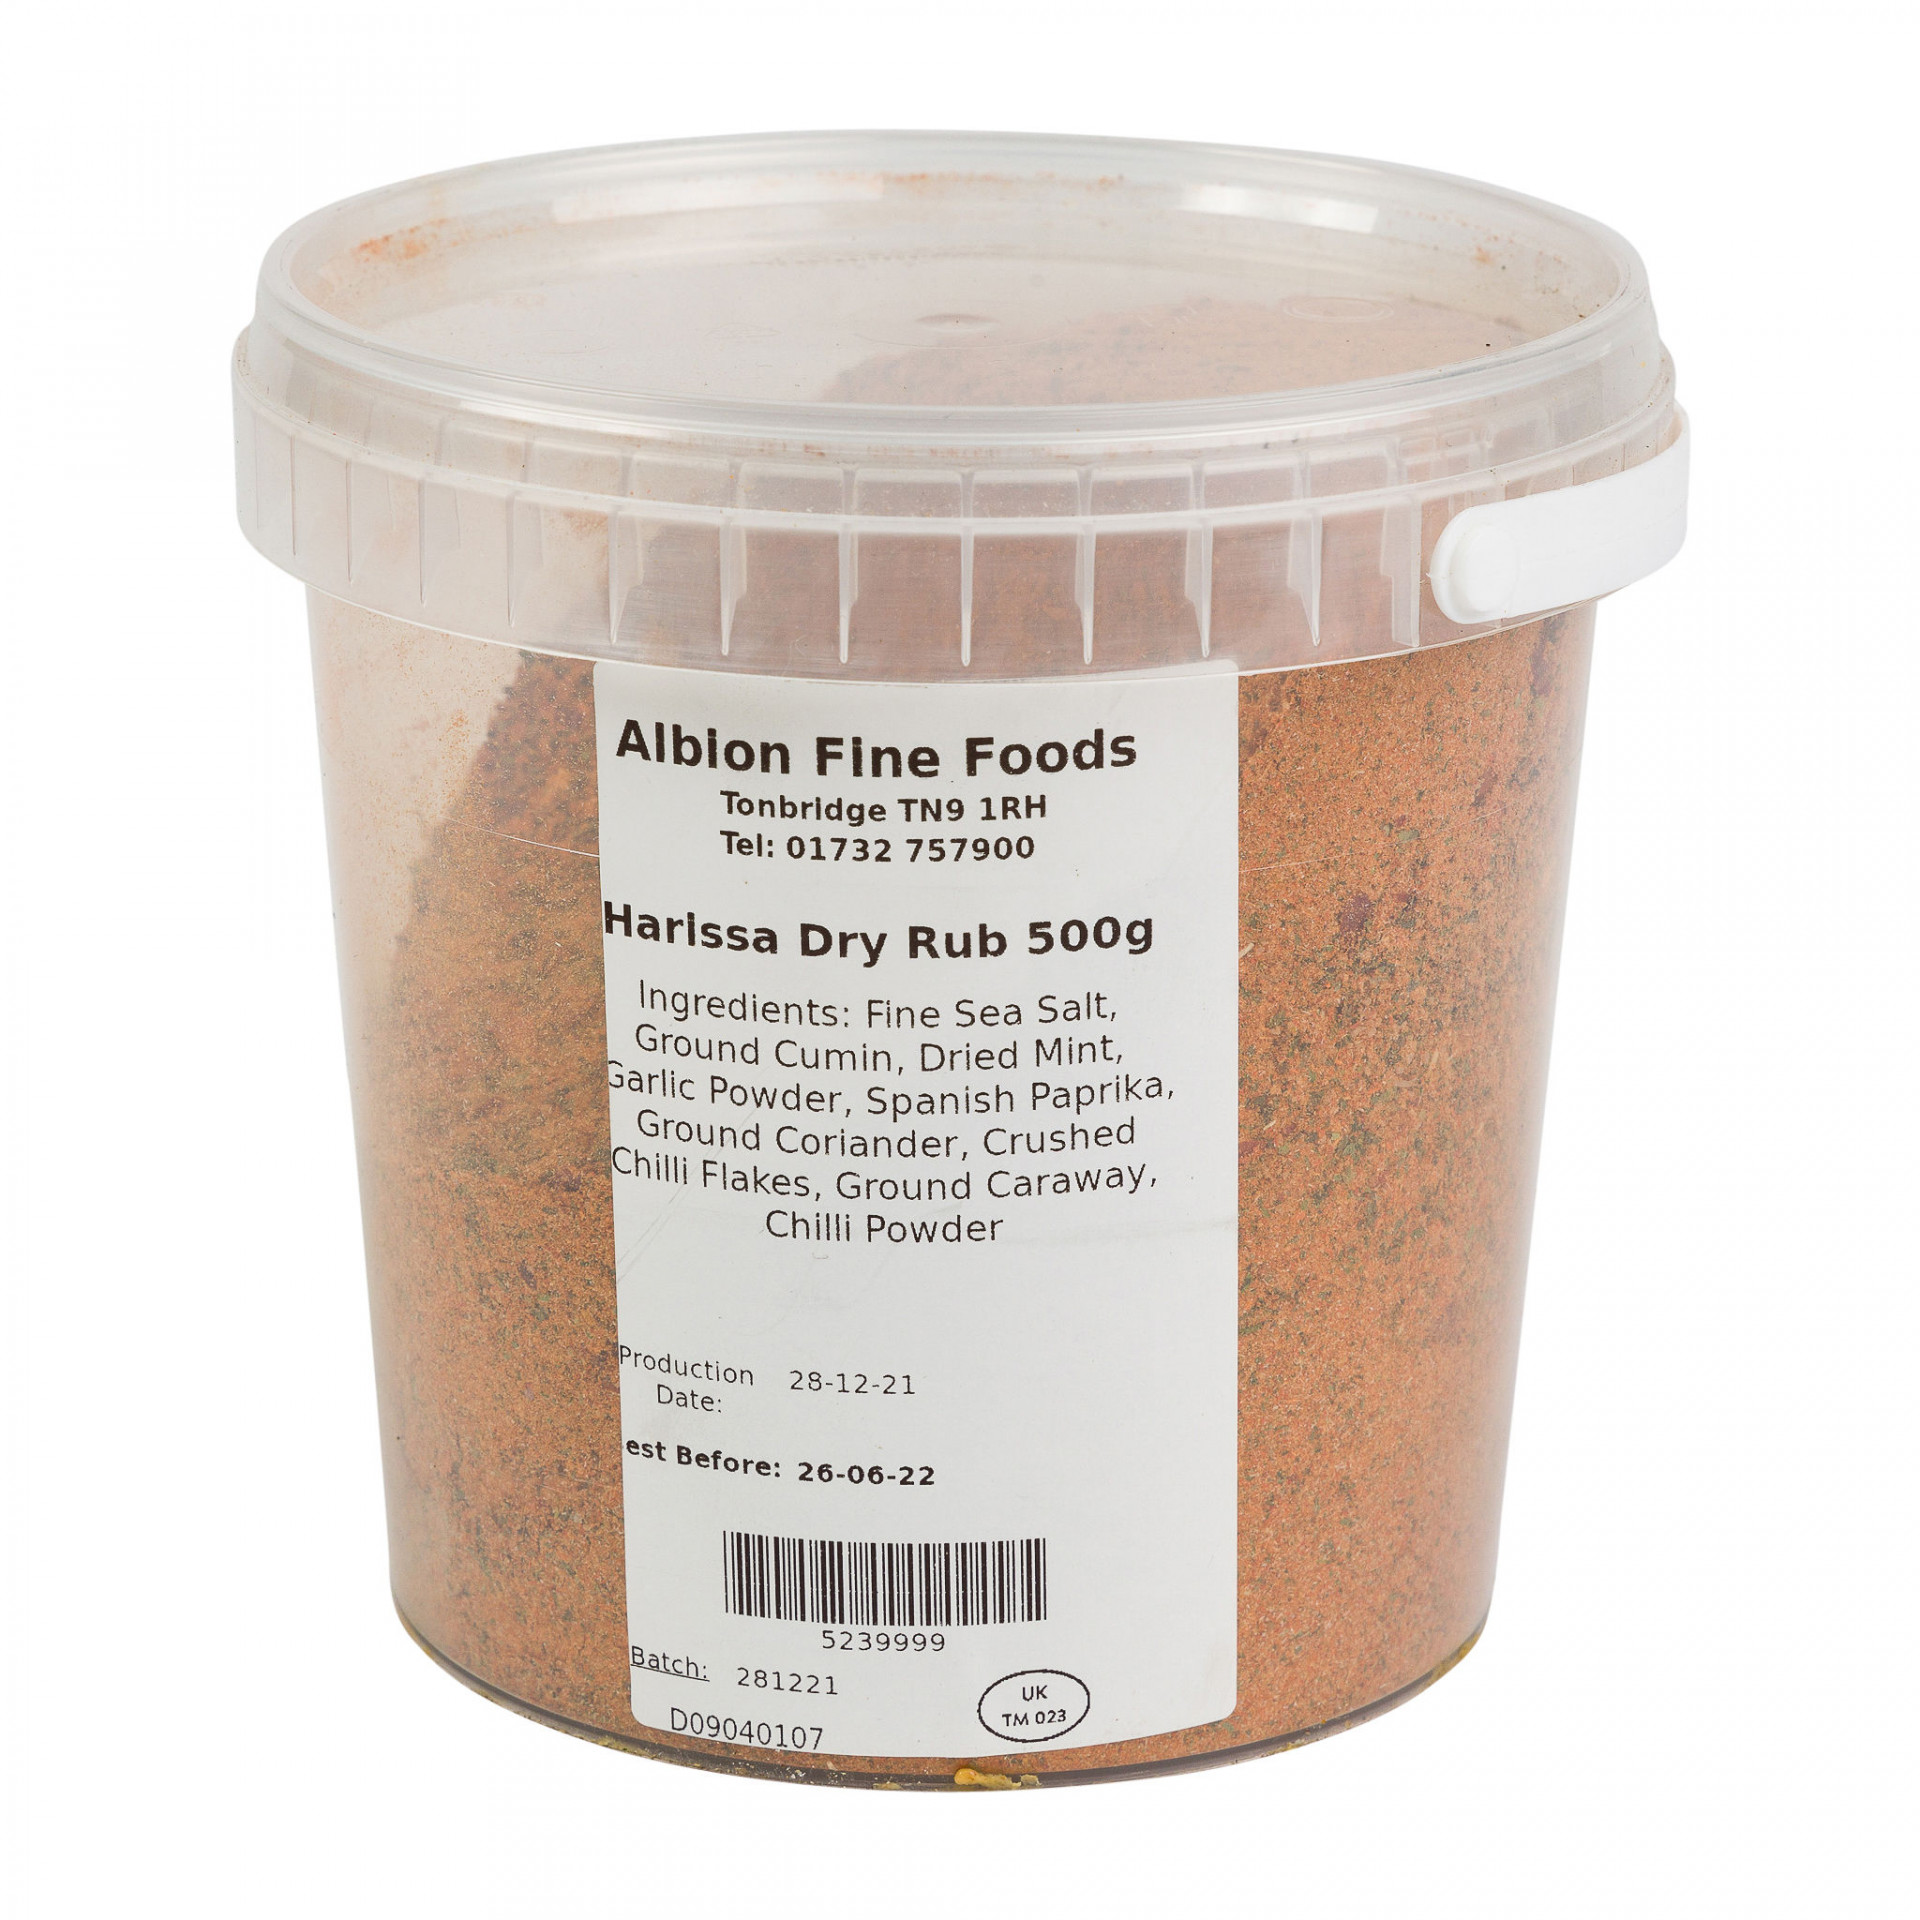 Albion Fine Foods
Tonbridge TN9 1RH
Tel: 01732 757900
Harissa Dry Rub 500g
Ingredients: Fine Sea Salt,
Ground Cumin, Dried Mint,
Garlic Powder, Spanish Paprika,
Ground Coriander, Crushed
Chilli Flakes, Ground Caraway,
Chilli Powder
Production 28-12-21
Date:
est Before: 26-06-22
5239999
Batch: 281221
UK
TM 023
D09040107